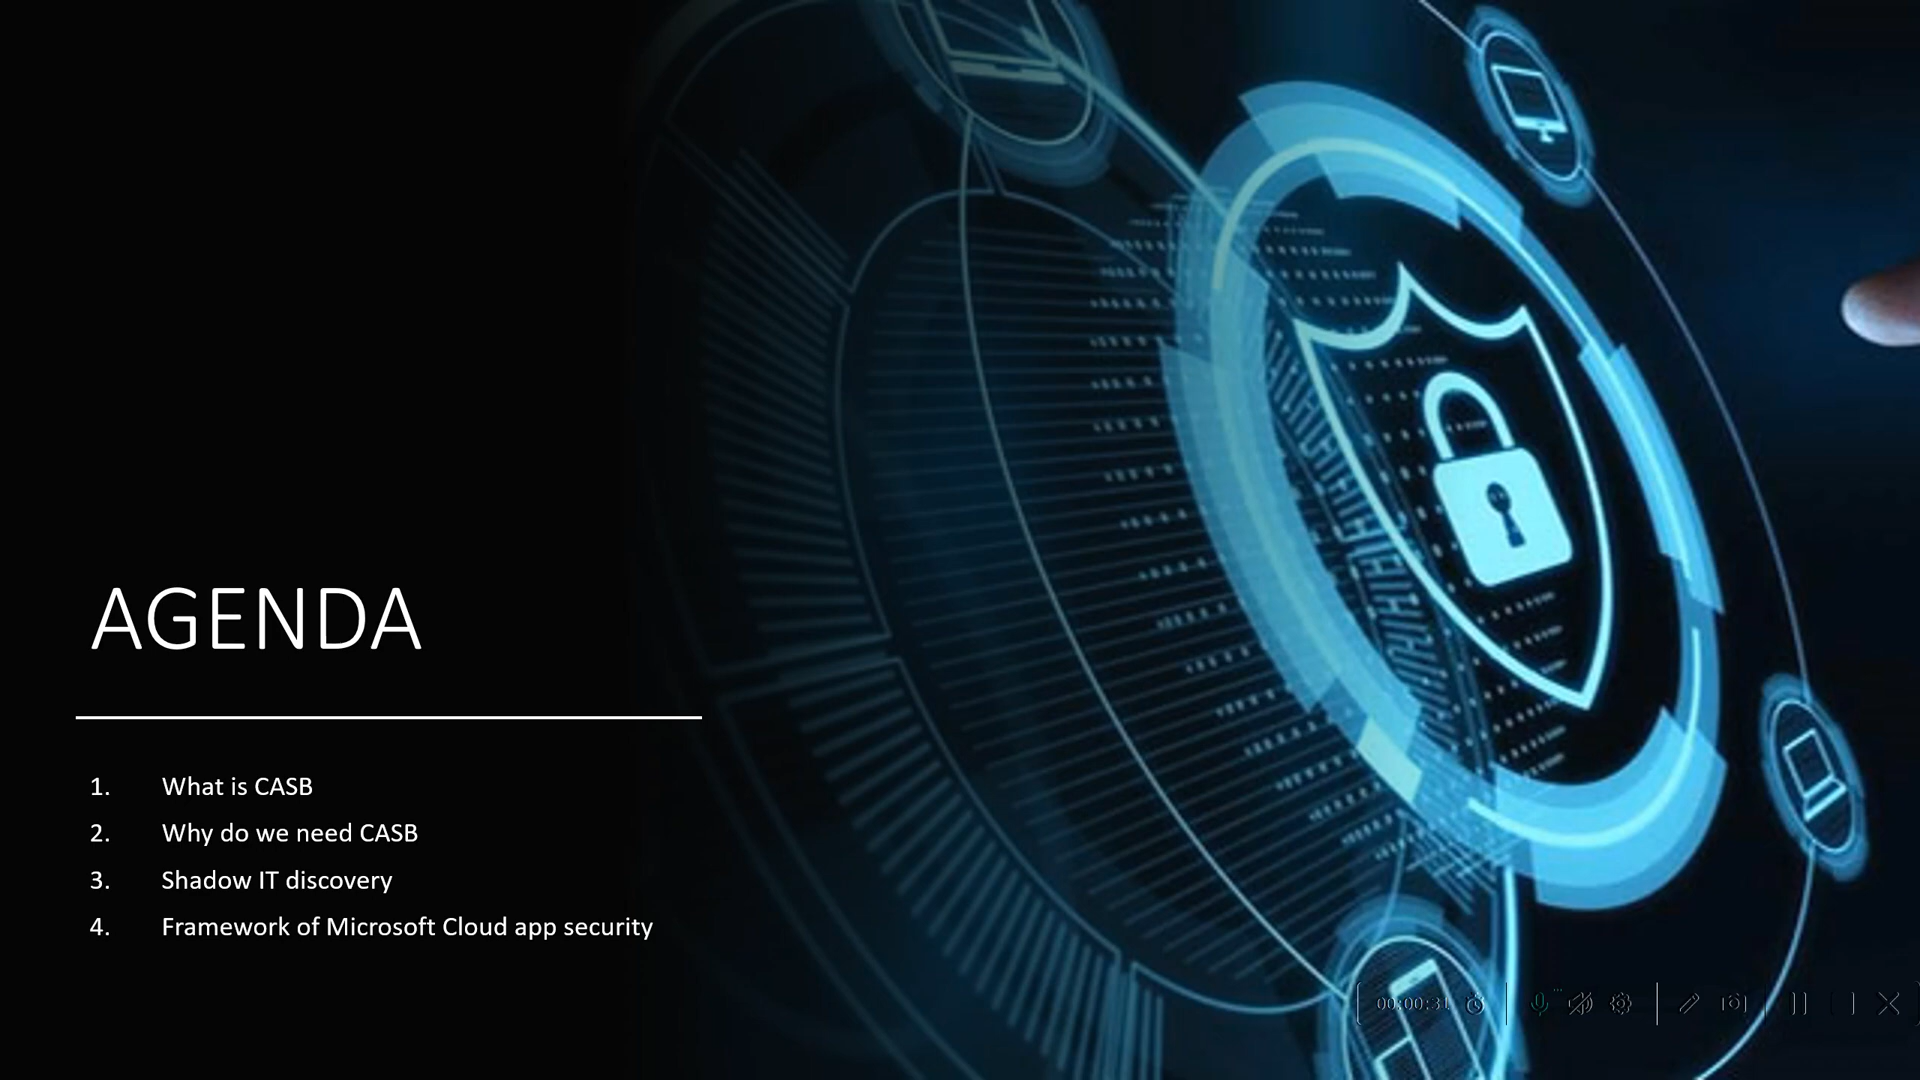 AGENDA
1. What is CASB
2. Why do we need CASB
3. Shadow IT discovery
4. Framework of Microsoft Cloud app security
00:00:31